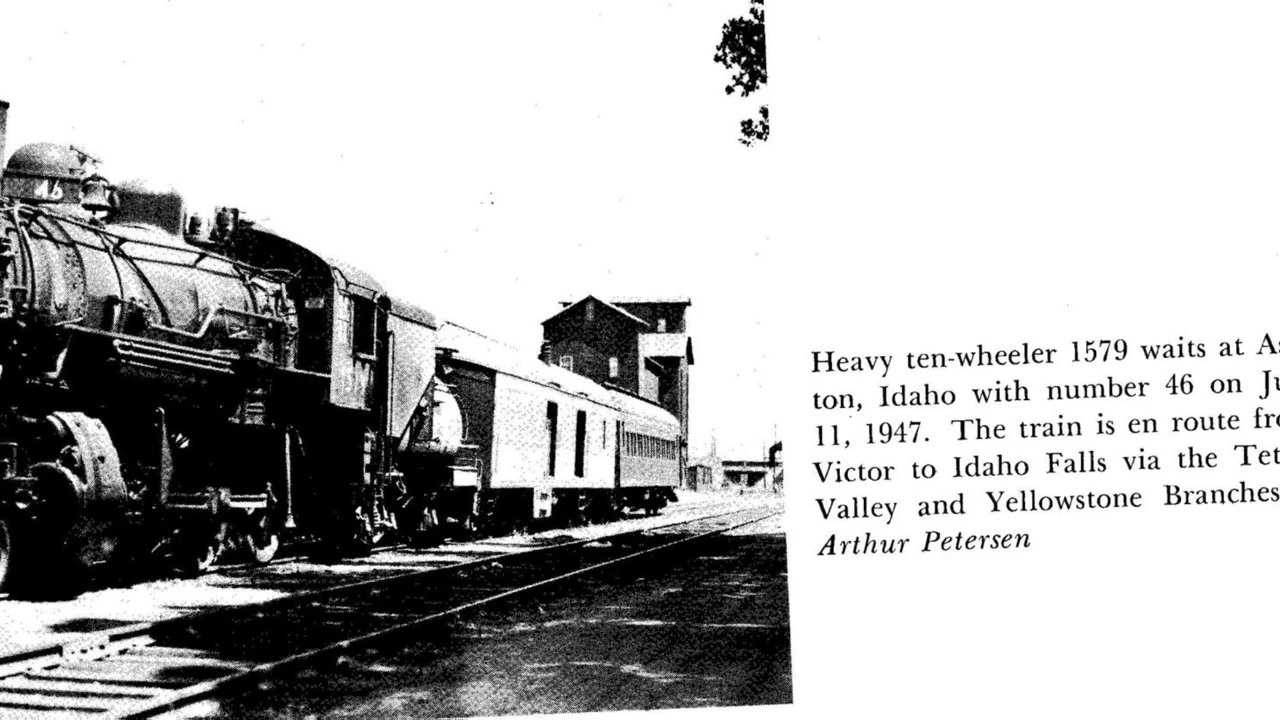 46
Heavy ten-wheeler 1579 waits at As
ton, Idaho with number 46 on Ju
11, 1947. The train is en route fro
Victor to Idaho Falls via the Tet
Valley and Yellowstone Branches
Arthur Petersen